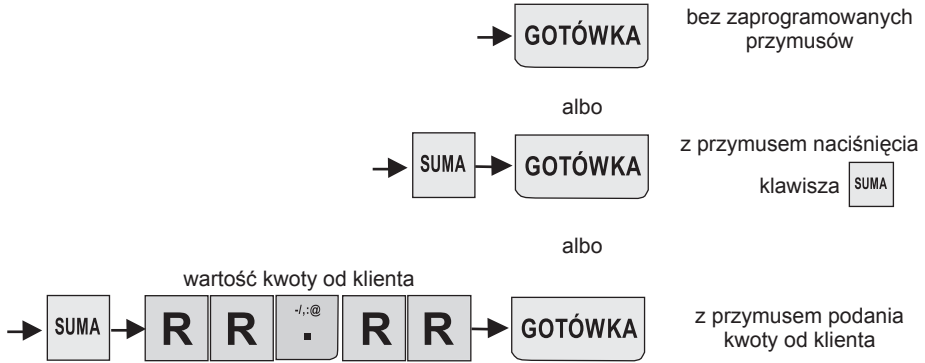 GOTÓWKA
bez zaprogramowanych
przymusów
albo
SUMA GOTÓWKA
z przymusem naciśnięcia
klawisza SUMA
albo
wartość kwoty od klienta
SUMA R R -/,:@ . R R GOTÓWKA
z przymusem podania
kwoty od klienta